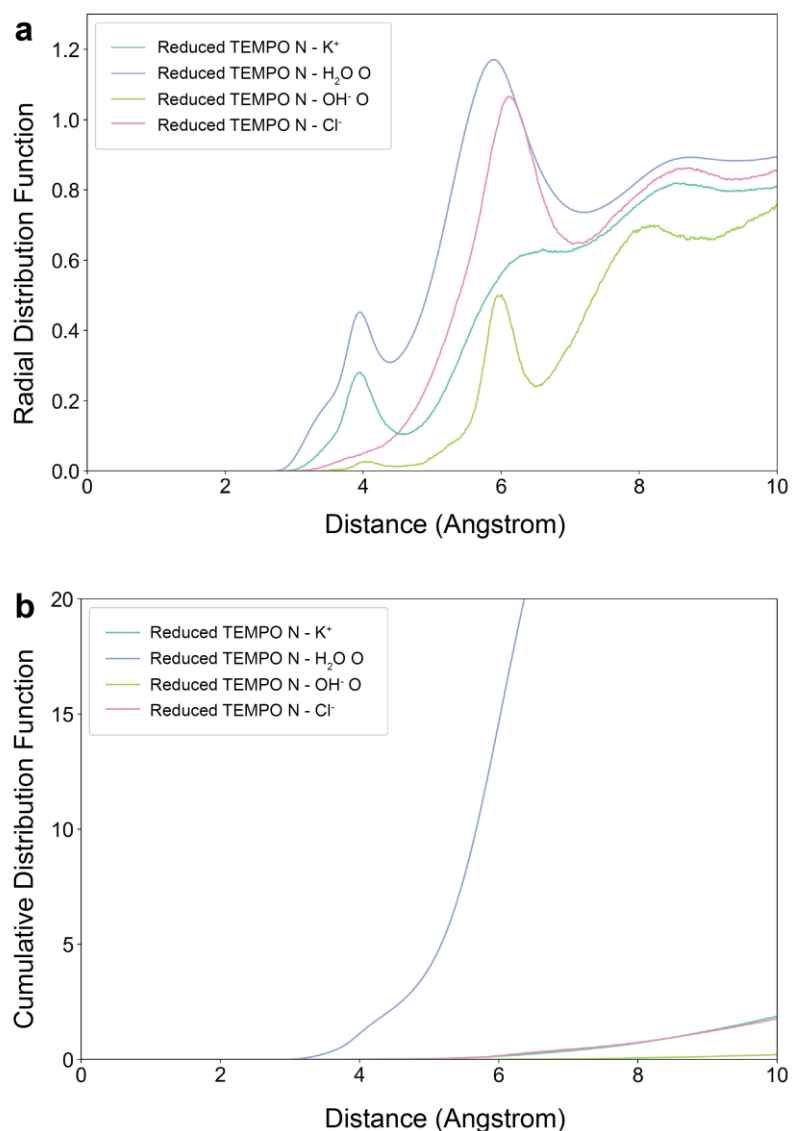 a
Radial Distribution Function
1.2
1.0
0.8
0.6
0.4
0.2
0.0
Reduced TEMPO N - K⁺
Reduced TEMPO N - H₂O O
Reduced TEMPO N - OH⁻ O
Reduced TEMPO N - Cl⁻
0 2 4 6 8 10
Distance (Angstrom)
b
Cumulative Distribution Function
20
15
10
5
0
Reduced TEMPO N - K⁺
Reduced TEMPO N - H₂O O
Reduced TEMPO N - OH⁻ O
Reduced TEMPO N - Cl⁻
0 2 4 6 8 10
Distance (Angstrom)